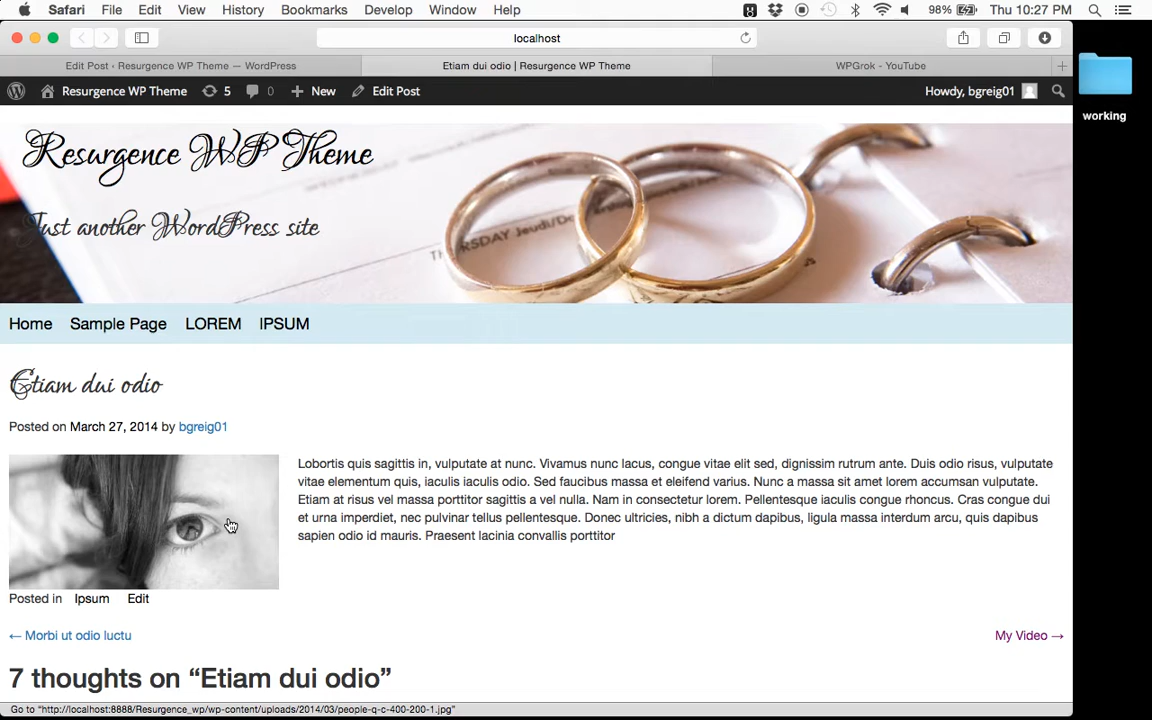 Safari File Edit View History Bookmarks Develop Window Help 98% Thu 10:27 PM
localhost
Edit Post ‹ Resurgence WP Theme — WordPress Etiam dui odio | Resurgence WP Theme WPGrok - YouTube
Resurgence WP Theme 5 0 New Edit Post Howdy, bgreig01
working
Resurgence WP Theme
Just another WordPress site
THURSDAY Jeudi/Do
Home Sample Page LOREM IPSUM
Etiam dui odio
Posted on March 27, 2014 by bgreig01
Lobortis quis sagittis in, vulputate at nunc. Vivamus nunc lacus, congue vitae elit sed, dignissim rutrum ante. Duis odio risus, vulputate
vitae elementum quis, iaculis iaculis odio. Sed faucibus massa et eleifend varius. Nunc a massa sit amet lorem accumsan vulputate.
Etiam at risus vel massa porttitor sagittis a vel nulla. Nam in consectetur lorem. Pellentesque iaculis congue rhoncus. Cras congue dui
et urna imperdiet, nec pulvinar tellus pellentesque. Donec ultricies, nibh a dictum dapibus, ligula massa interdum arcu, quis dapibus
sapien odio id mauris. Praesent lacinia convallis porttitor
Posted in Ipsum Edit
← Morbi ut odio luctu My Video →
7 thoughts on “Etiam dui odio”
Go to “http://localhost:8888/Resurgence_wp/wp-content/uploads/2014/03/people-q-c-400-200-1.jpg”